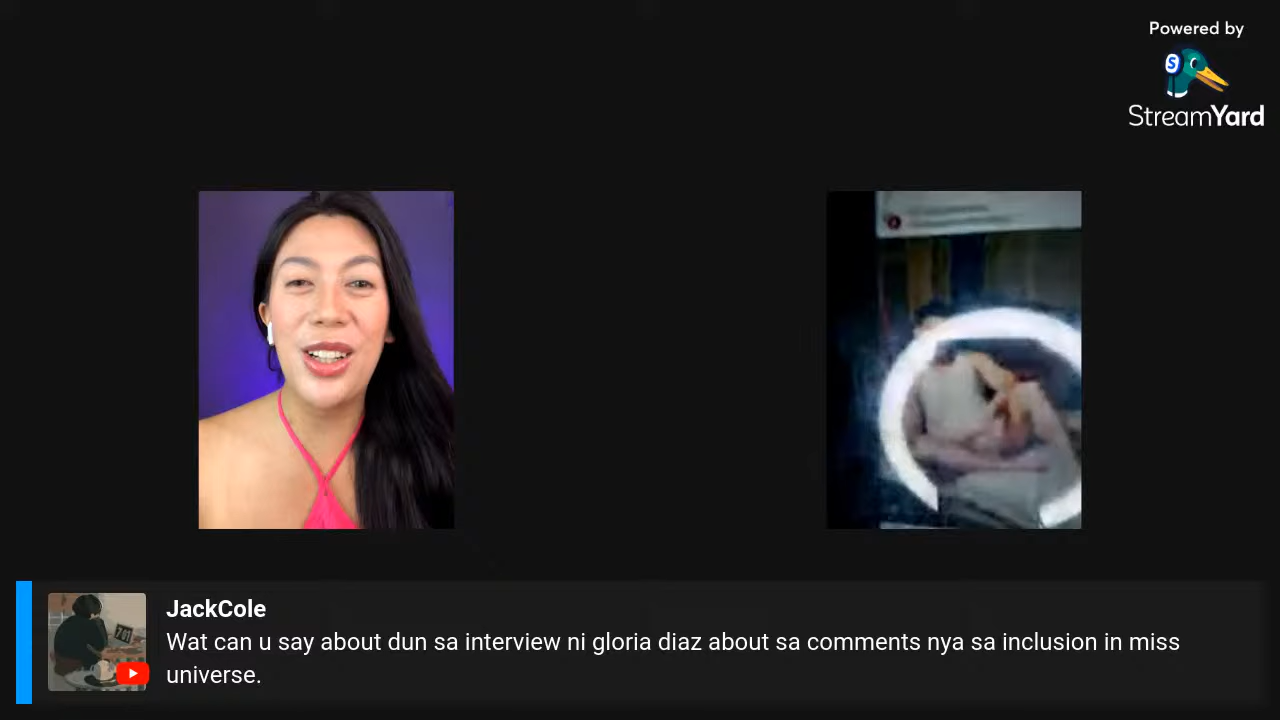 Powered by
StreamYard
JackCole
Wat can u say about dun sa interview ni gloria diaz about sa comments nya sa inclusion in miss
universe.